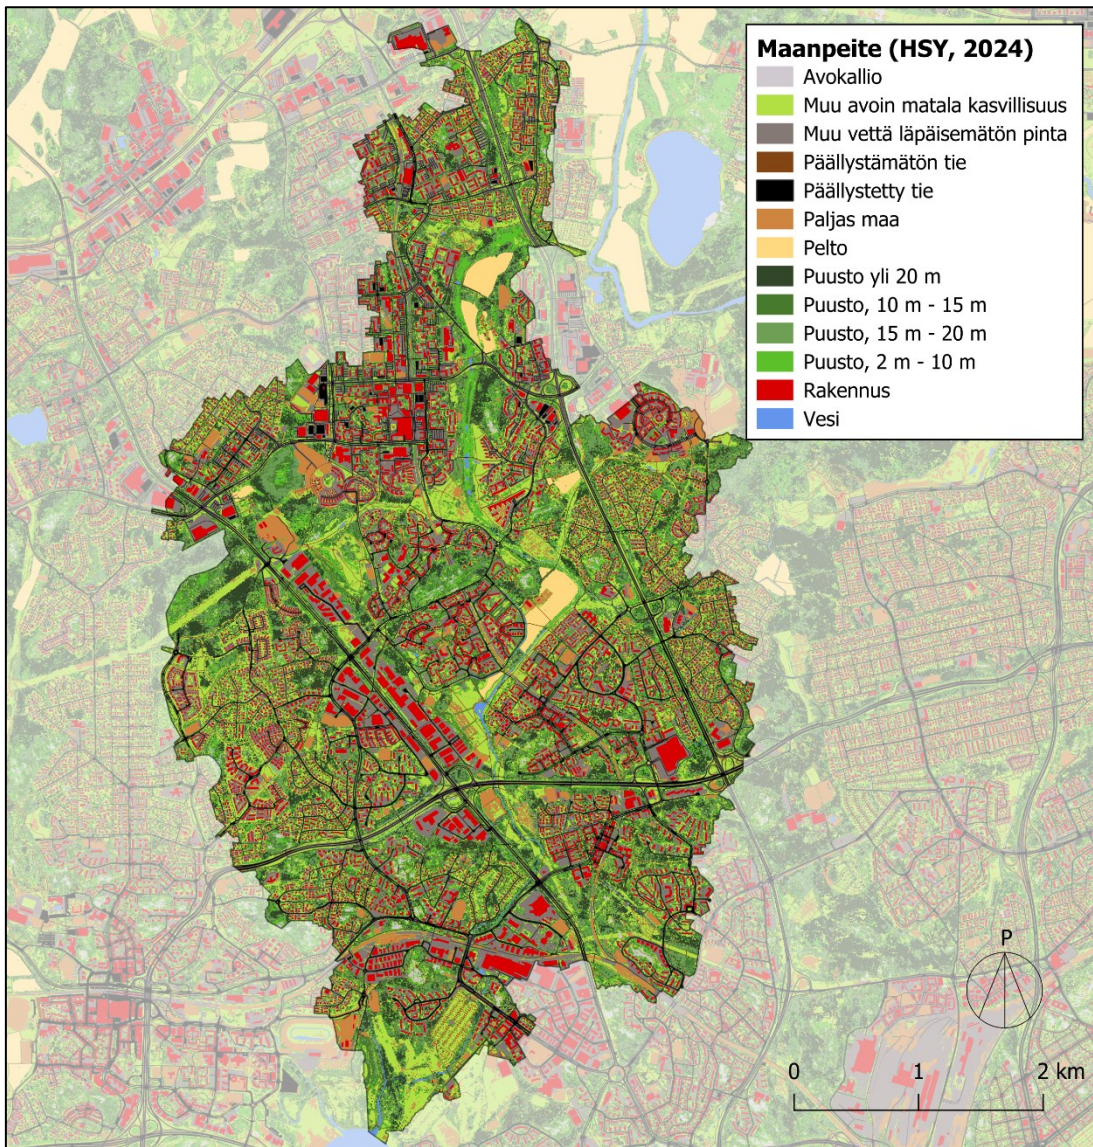 Maanpeite (HSY, 2024)
Avokallio
Muu avoin matala kasvillisuus
Muu vettä läpäisemätön pinta
Päällystämätön tie
Päällystetty tie
Paljas maa
Pelto
Puusto yli 20 m
Puusto, 10 m - 15 m
Puusto, 15 m - 20 m
Puusto, 2 m - 10 m
Rakennus
Vesi
P
0 1 2 km